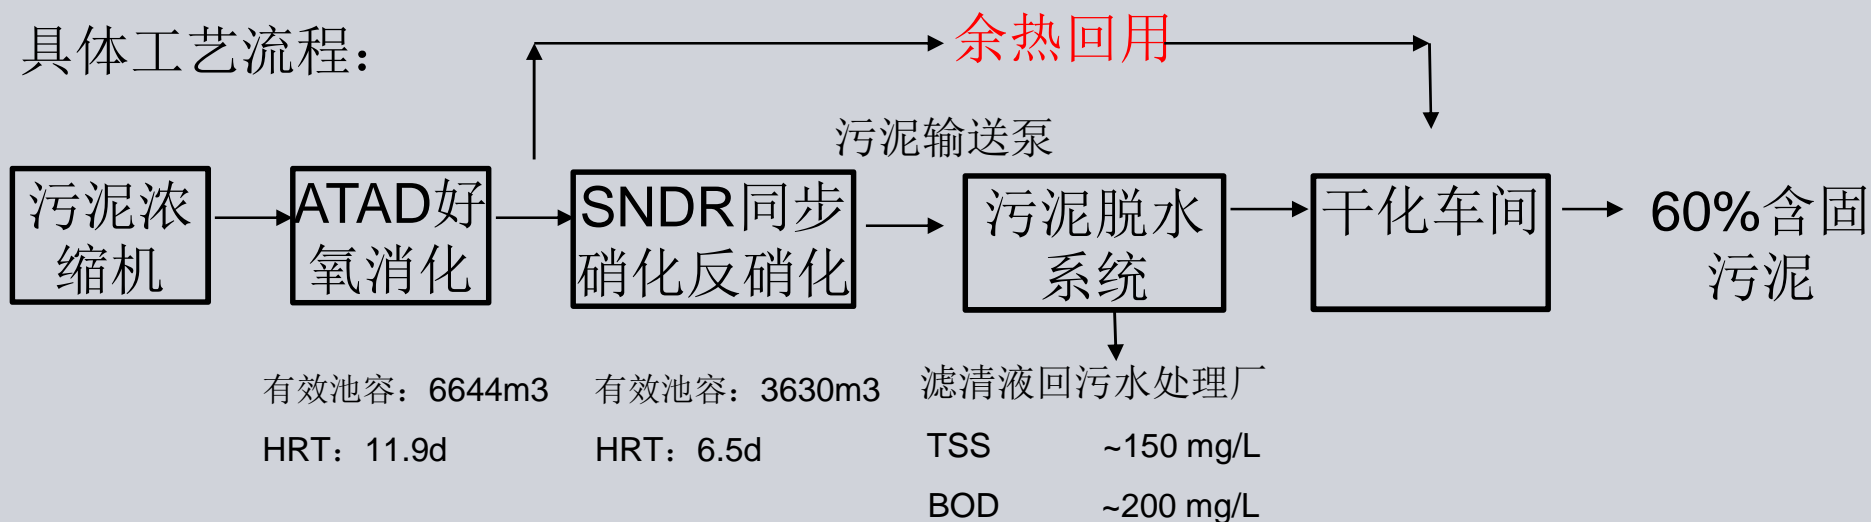 具体工艺流程：
余热回用
污泥输送泵
污泥浓
缩机
ATAD好
氧消化
SNDR同步
硝化反硝化
污泥脱水
系统
干化车间
60%含固
污泥
有效池容：6644m3
HRT：11.9d
有效池容：3630m3
HRT：6.5d
滤清液回污水处理厂
TSS ~150 mg/L
BOD ~200 mg/L